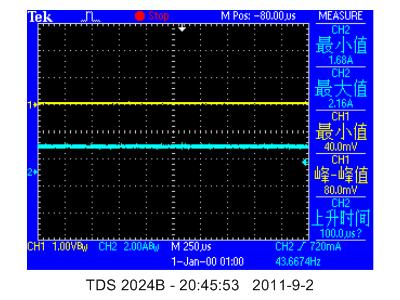 Tek Stop M Pos: -80.00us MEASURE
CH2
最小值
1.68A
CH2
最大值
2.16A
CH1
最小值
40.0mV
CH1
峰-峰值
80.0mV
CH2
上升时间
100.0us?
1
2
CH1 1.00VBw CH2 2.00ABw M 250us CH2 720mA
1-Jan-00 01:00 43.6674Hz
TDS 2024B - 20:45:53 2011-9-2